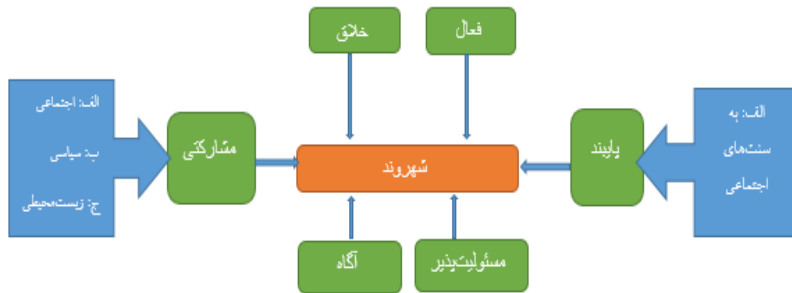 فعال
خلاق
الف: به
سنت‌های
اجتماعی
پایبند
شهروند
مشارکتی
الف: اجتماعی
ب: سیاسی
ج: زیست‌محیطی
مسئولیت‌پذیر
آگاه